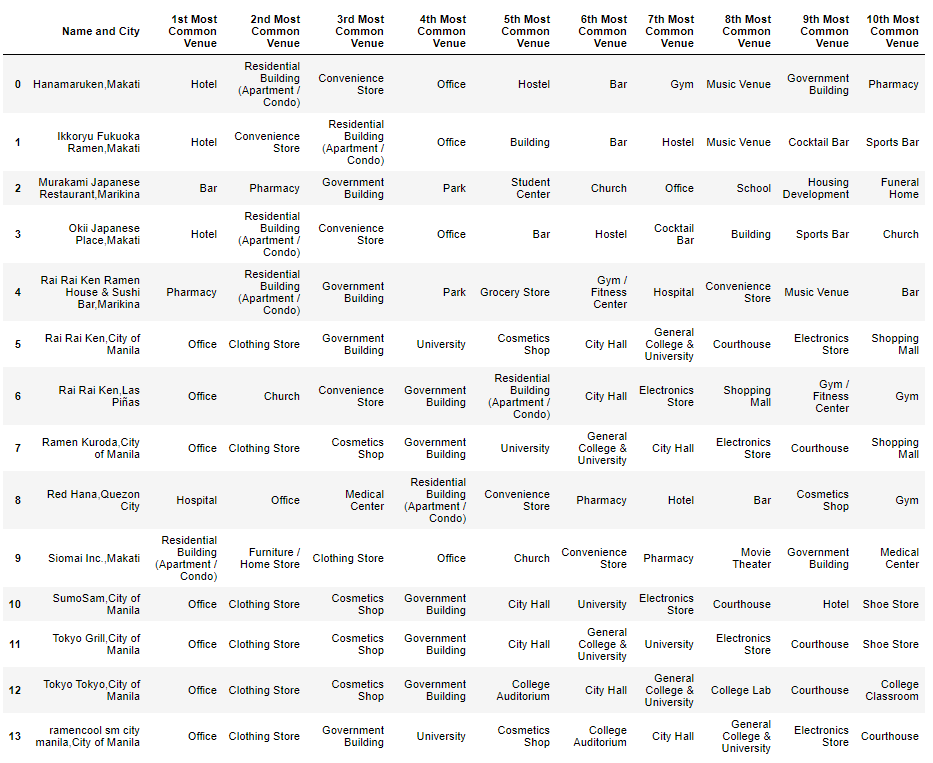 Name and City 1st Most Common Venue 2nd Most Common Venue 3rd Most Common Venue 4th Most Common Venue 5th Most Common Venue 6th Most Common Venue 7th Most Common Venue 8th Most Common Venue 9th Most Common Venue 10th Most Common Venue
0 Hanamaruken,Makati Hotel Residential Building (Apartment / Condo) Convenience Store Office Hostel Bar Gym Music Venue Government Building Pharmacy
1 Ikkoryu Fukuoka Ramen,Makati Hotel Convenience Store Residential Building (Apartment / Condo) Office Building Bar Hostel Music Venue Cocktail Bar Sports Bar
2 Murakami Japanese Restaurant,Marikina Bar Pharmacy Government Building Park Student Center Church Office School Housing Development Funeral Home
3 Okii Japanese Place,Makati Hotel Residential Building (Apartment / Condo) Convenience Store Office Bar Hostel Cocktail Bar Building Sports Bar Church
4 Rai Rai Ken Ramen House & Sushi Bar,Marikina Pharmacy Residential Building (Apartment / Condo) Government Building Park Grocery Store Gym / Fitness Center Hospital Convenience Store Music Venue Bar
5 Rai Rai Ken,City of Manila Office Clothing Store Government Building University Cosmetics Shop City Hall General College & University Courthouse Electronics Store Shopping Mall
6 Rai Rai Ken,Las Piñas Office Church Convenience Store Government Building Residential Building (Apartment / Condo) City Hall Electronics Store Shopping Mall Gym / Fitness Center Gym
7 Ramen Kuroda,City of Manila Office Clothing Store Cosmetics Shop Government Building University General College & University City Hall Electronics Store Courthouse Shopping Mall
8 Red Hana,Quezon City Hospital Office Medical Center Residential Building (Apartment / Condo) Convenience Store Pharmacy Hotel Bar Cosmetics Shop Gym
9 Siomai Inc.,Makati Residential Building (Apartment / Condo) Furniture / Home Store Clothing Store Office Church Convenience Store Pharmacy Movie Theater Government Building Medical Center
10 SumoSam,City of Manila Office Clothing Store Cosmetics Shop Government Building City Hall University Electronics Store Courthouse Hotel Shoe Store
11 Tokyo Grill,City of Manila Office Clothing Store Cosmetics Shop Government Building City Hall General College & University University Electronics Store Courthouse Shoe Store
12 Tokyo Tokyo,City of Manila Office Clothing Store Cosmetics Shop Government Building College Auditorium City Hall General College & University College Lab Courthouse College Classroom
13 ramencool sm city manila,City of Manila Office Clothing Store Government Building University Cosmetics Shop College Auditorium City Hall General College & University Electronics Store Courthouse